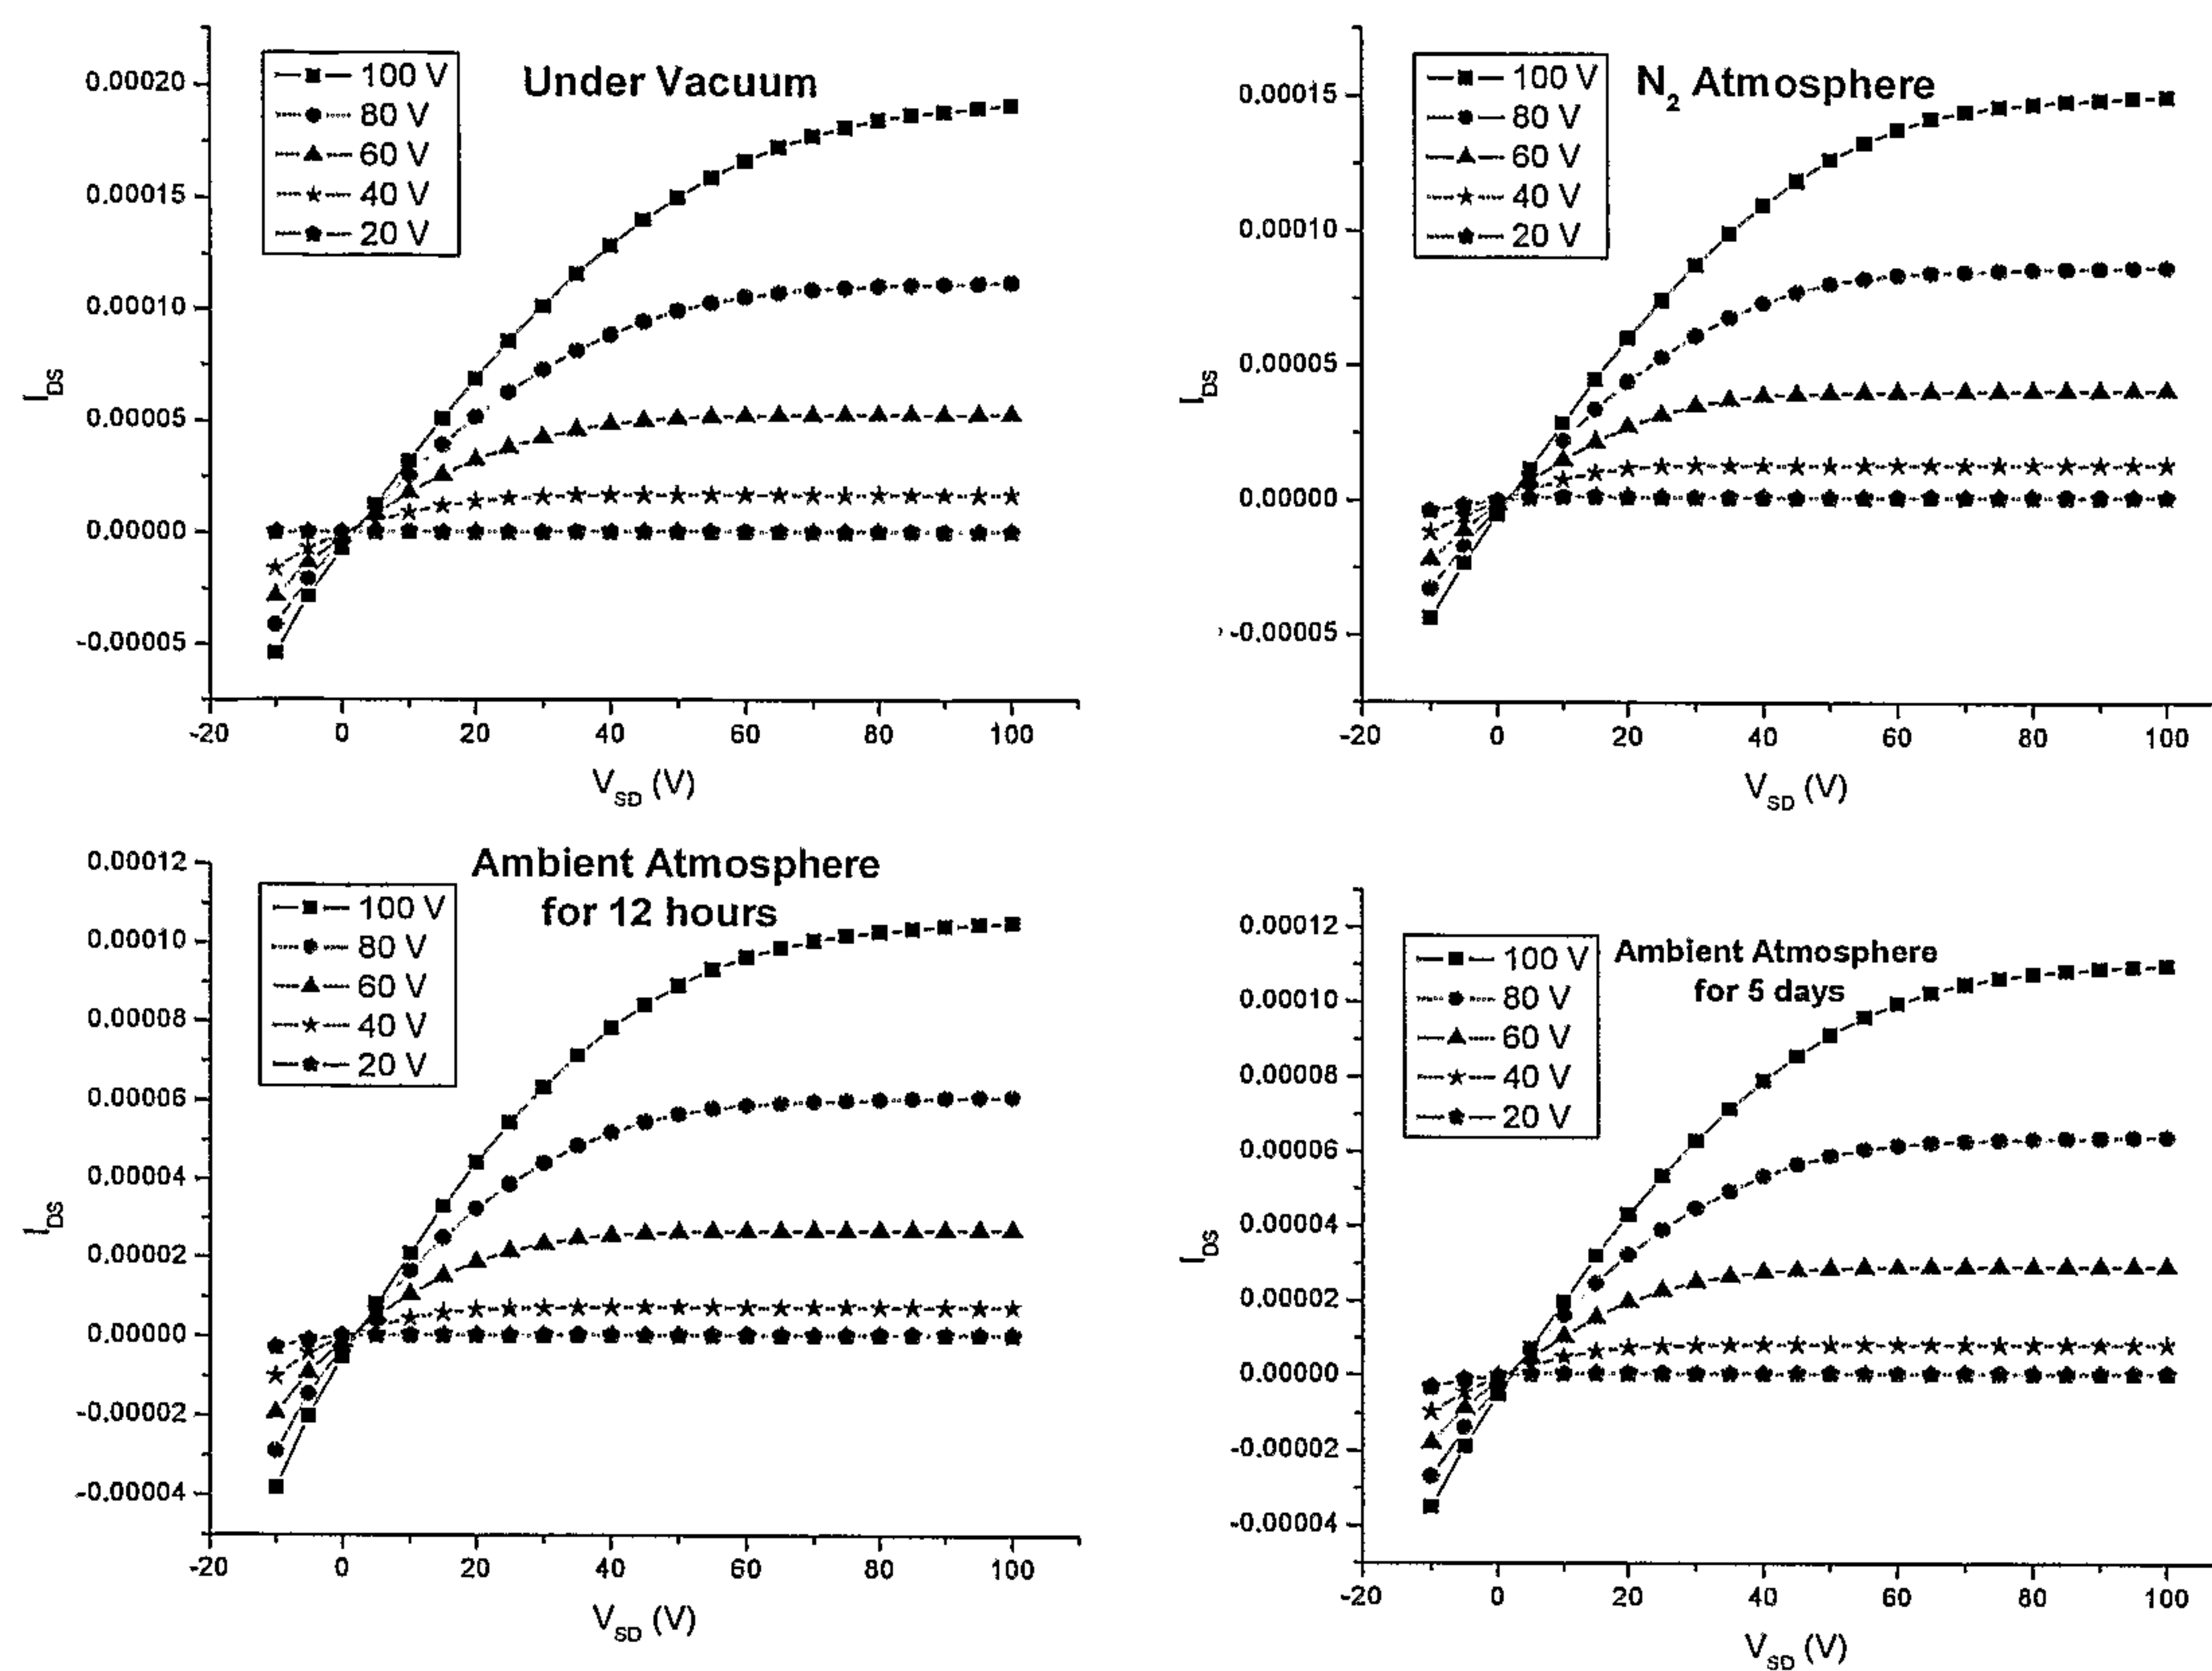 Under Vacuum
100 V
80 V
60 V
40 V
20 V
0.00020
0.00015
0.00010
0.00005
0.00000
-0.00005
I_DS
-20 0 20 40 60 80 100
V_SD (V)
N_2 Atmosphere
100 V
80 V
60 V
40 V
20 V
0.00015
0.00010
0.00005
0.00000
-0.00005
I_DS
-20 0 20 40 60 80 100
V_SD (V)
Ambient Atmosphere
for 12 hours
100 V
80 V
60 V
40 V
20 V
0.00012
0.00010
0.00008
0.00006
0.00004
0.00002
0.00000
-0.00002
-0.00004
I_DS
-20 0 20 40 60 80 100
V_SD (V)
Ambient Atmosphere
for 5 days
100 V
80 V
60 V
40 V
20 V
0.00012
0.00010
0.00008
0.00006
0.00004
0.00002
0.00000
-0.00002
-0.00004
I_DS
-20 0 20 40 60 80 100
V_SD (V)